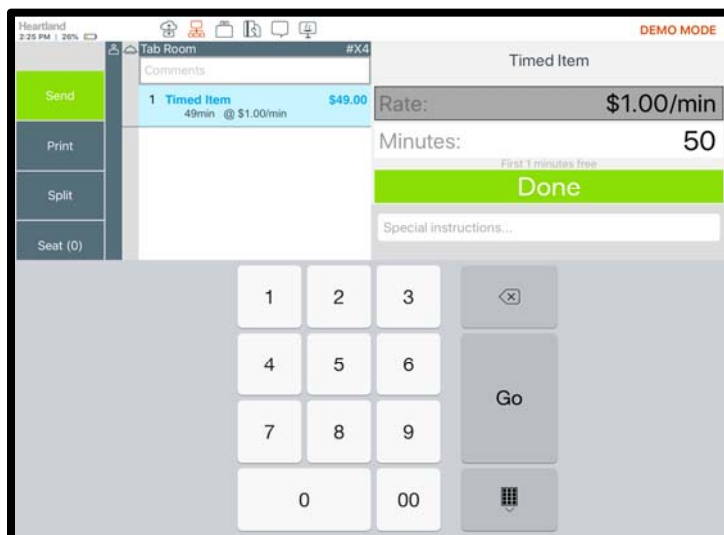 Heartland
2:25 PM | 26%
DEMO MODE
Tab Room #X4
Comments
Timed Item
Send
1 Timed Item $49.00
49min @ $1.00/min
Rate: $1.00/min
Print
Minutes: 50
First 1 minutes free
Done
Split
Special instructions...
Seat (0)
1 2 3
4 5 6
Go
7 8 9
0 00